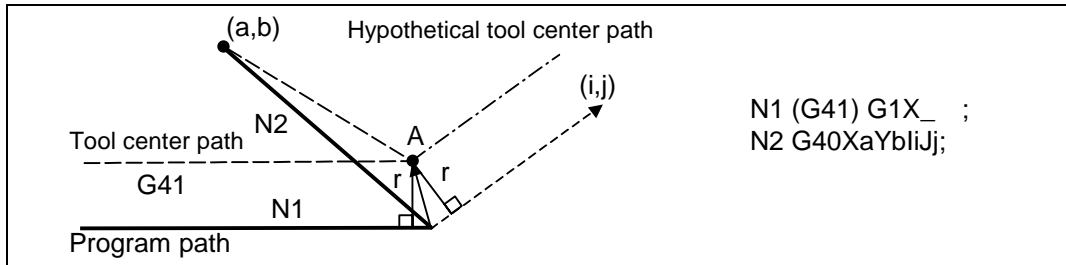 (a,b)
Hypothetical tool center path
(i,j)
N2
A
N1 (G41) G1X_ ;
N2 G40XaYbIiJj;
Tool center path
G41
r r
N1
Program path